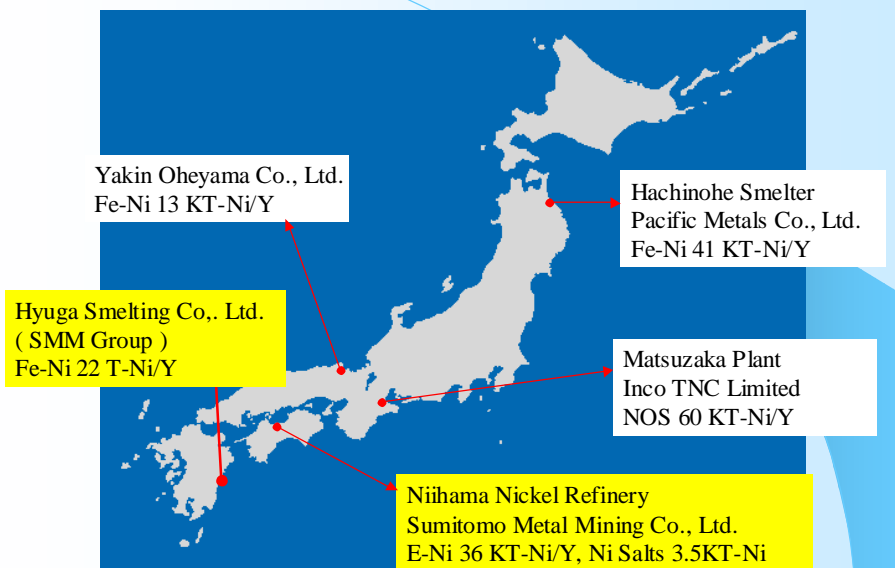 Yakin Oheyama Co., Ltd.
Fe-Ni 13 KT-Ni/Y
Hachinohe Smelter
Pacific Metals Co., Ltd.
Fe-Ni 41 KT-Ni/Y
Hyuga Smelting Co,. Ltd.
( SMM Group )
Fe-Ni 22 T-Ni/Y
Matsuzaka Plant
Inco TNC Limited
NOS 60 KT-Ni/Y
Niihama Nickel Refinery
Sumitomo Metal Mining Co., Ltd.
E-Ni 36 KT-Ni/Y, Ni Salts 3.5KT-Ni